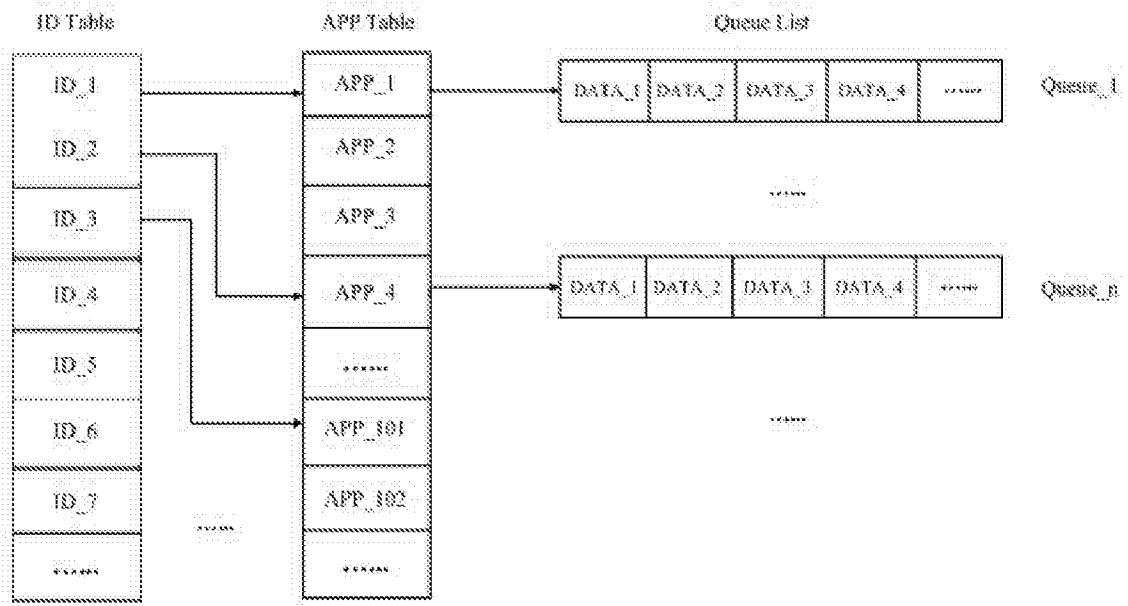 ID Table
APP Table
Queue List
ID_1
ID_2
ID_3
ID_4
ID_5
ID_6
ID_7
......
......
APP_1
APP_2
APP_3
APP_4
......
APP_101
APP_102
......
DATA_1 DATA_2 DATA_3 DATA_4 ...... Queue_1
......
DATA_1 DATA_2 DATA_3 DATA_4 ...... Queue_n
......